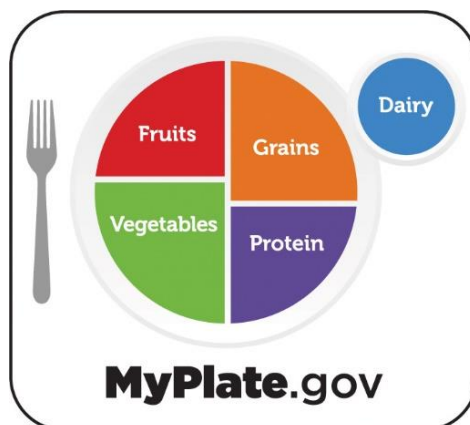 Dairy
Fruits
Grains
Vegetables
Protein
MyPlate.gov